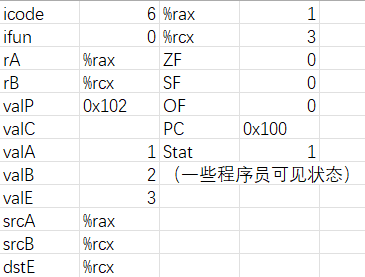 icode 6 %rax 1
ifun 0 %rcx 3
rA %rax ZF 0
rB %rcx SF 0
valP 0x102 OF 0
valC PC 0x100
valA 1 Stat 1
valB 2 （一些程序员可见状态）
valE 3
srcA %rax
srcB %rcx
dstE %rcx